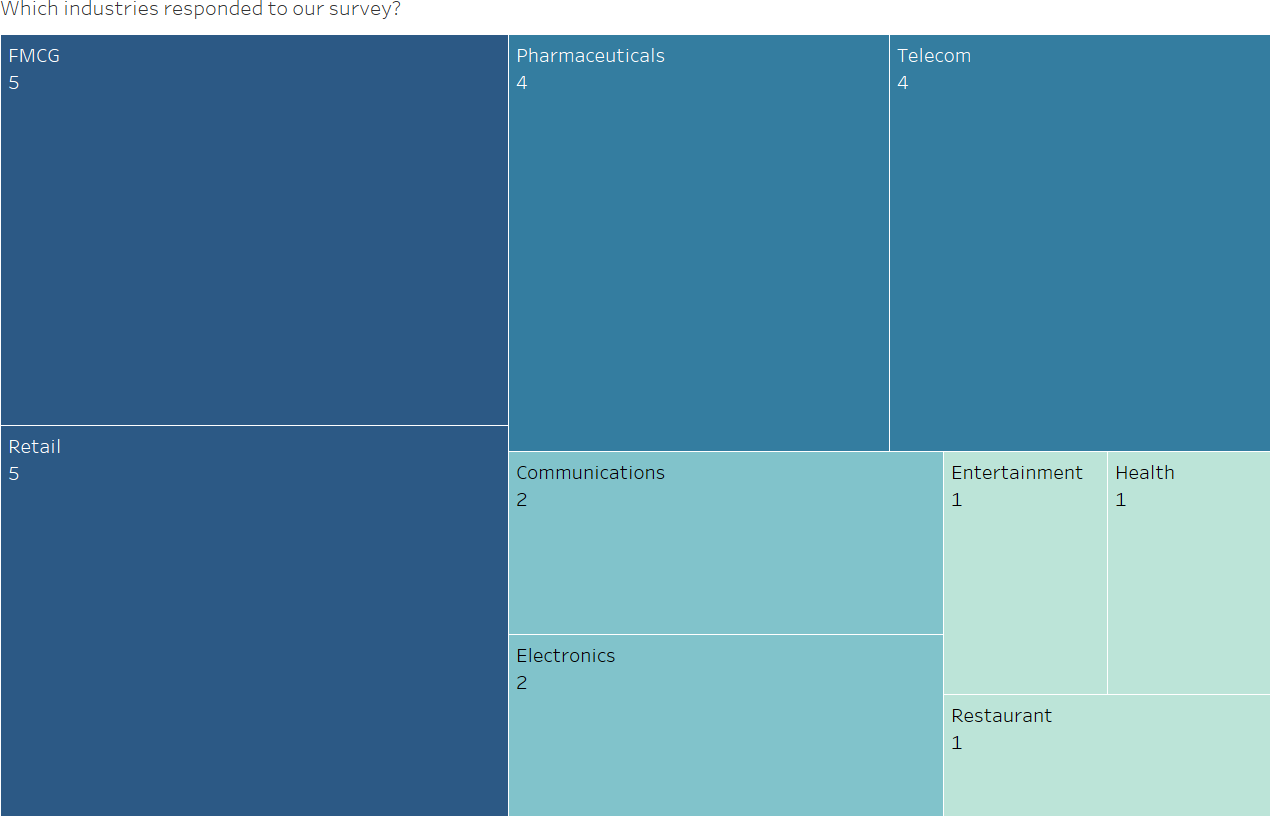 Which industries responded to our survey?
FMCG
5
Pharmaceuticals
4
Telecom
4
Retail
5
Communications
2
Entertainment
1
Health
1
Electronics
2
Restaurant
1